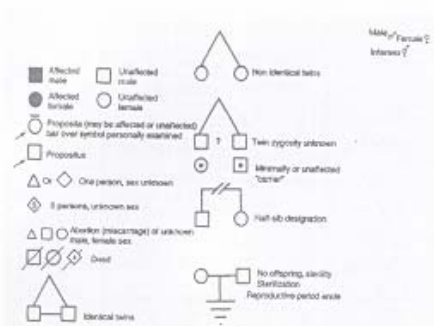 Male ♂ Female ♀
Intersex ⚥
Affected male
Unaffected male
Affected female
Unaffected female
Proposita (may be affected or unaffected)
bar over symbol personally examined
Propositus
Or
One person, sex unknown
5 persons, unknown sex
Abortion (miscarriage) of unknown
male, female sex
Dead
Identical twins
Non identical twins
?
Twin zygosity unknown
Minimally or unaffected
"carrier"
Half-sib designation
No offspring, sterility
Sterilization
Reproductive period ends